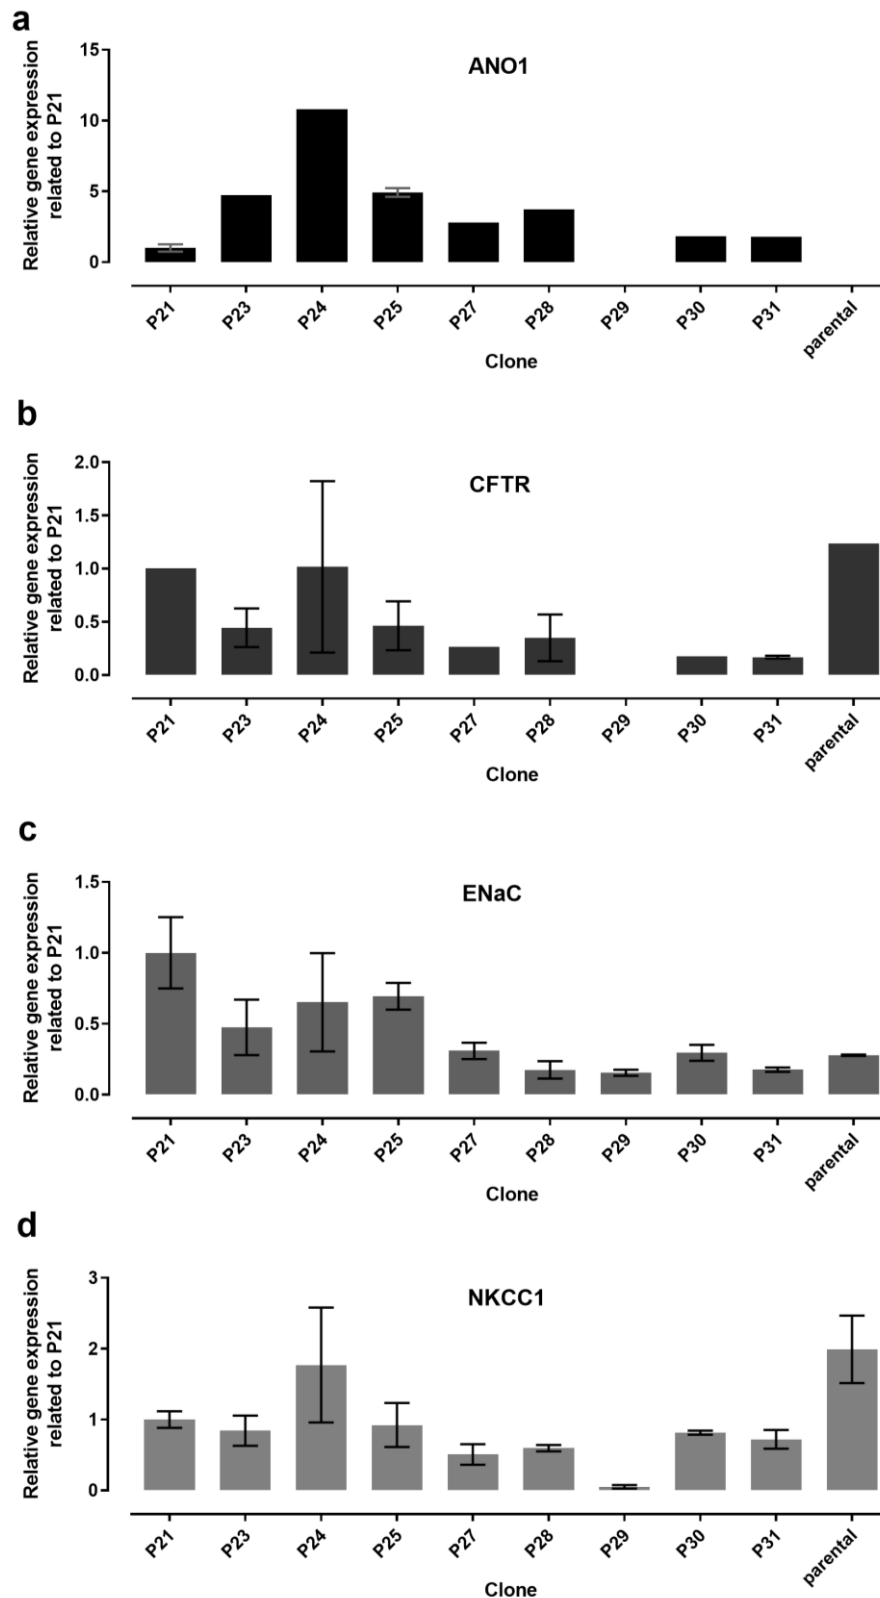 a
Relative gene expression
related to P21
15
10
5
0
ANO1
P21 P23 P24 P25 P27 P28 P29 P30 P31 parental
Clone
b
Relative gene expression
related to P21
2.0
1.5
1.0
0.5
0.0
CFTR
P21 P23 P24 P25 P27 P28 P29 P30 P31 parental
Clone
c
Relative gene expression
related to P21
1.5
1.0
0.5
0.0
ENaC
P21 P23 P24 P25 P27 P28 P29 P30 P31 parental
Clone
d
Relative gene expression
related to P21
3
2
1
0
NKCC1
P21 P23 P24 P25 P27 P28 P29 P30 P31 parental
Clone